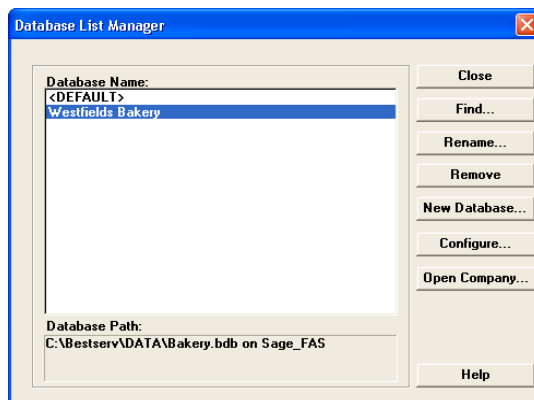 Database List Manager
Database Name:
<DEFAULT>
Westfields Bakery
Database Path:
C:\Bestserv\DATA\Bakery.bdb on Sage_FAS
Close
Find...
Rename...
Remove
New Database...
Configure...
Open Company...
Help